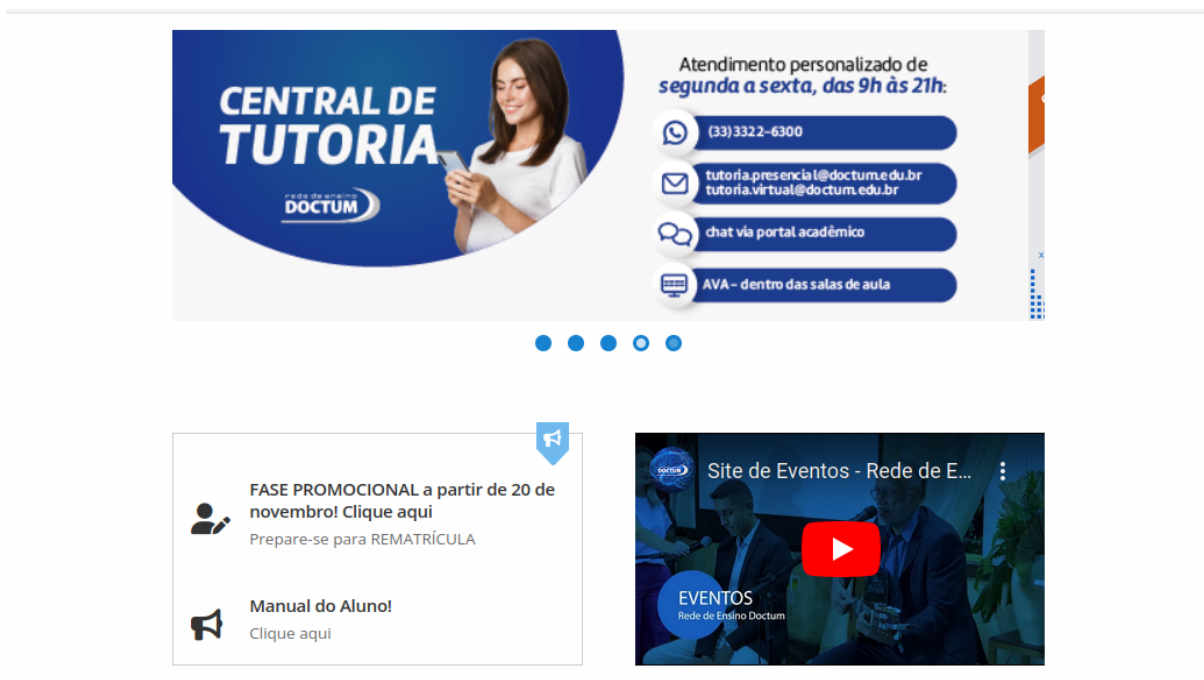 CENTRAL DE
TUTORIA
rede de ensino
DOCTUM
Atendimento personalizado de
segunda a sexta, das 9h às 21h:
(33)3322-6300
tutoria.presencial@doctum.edu.br
tutoria.virtual@doctum.edu.br
chat via portal acadêmico
AVA - dentro das salas de aula
x
FASE PROMOCIONAL a partir de 20 de
novembro! Clique aqui
Prepare-se para REMATRÍCULA
Manual do Aluno!
Clique aqui
DOCTUM
Site de Eventos - Rede de E...
EVENTOS
Rede de Ensino Doctum